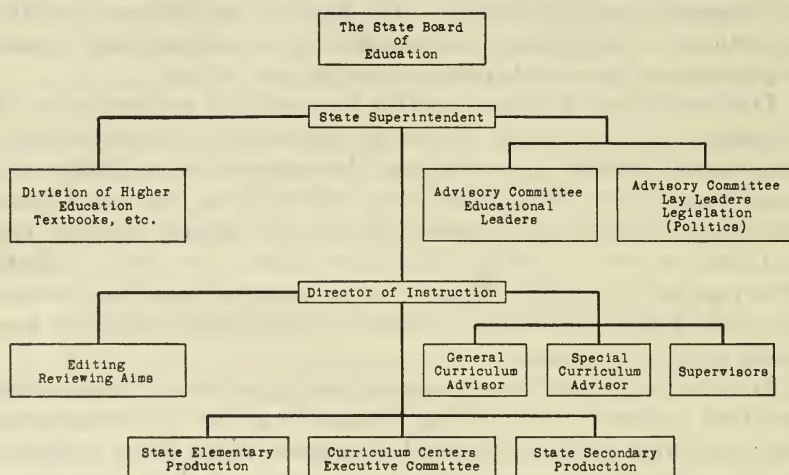 The State Board
of
Education
State Superintendent
Division of Higher
Education
Textbooks, etc.
Advisory Committee
Educational
Leaders
Advisory Committee
Lay Leaders
Legislation
(Politics)
Director of Instruction
Editing
Reviewing Aims
General
Curriculum
Advisor
Special
Curriculum
Advisor
Supervisors
State Elementary
Production
Curriculum Centers
Executive Committee
State Secondary
Production